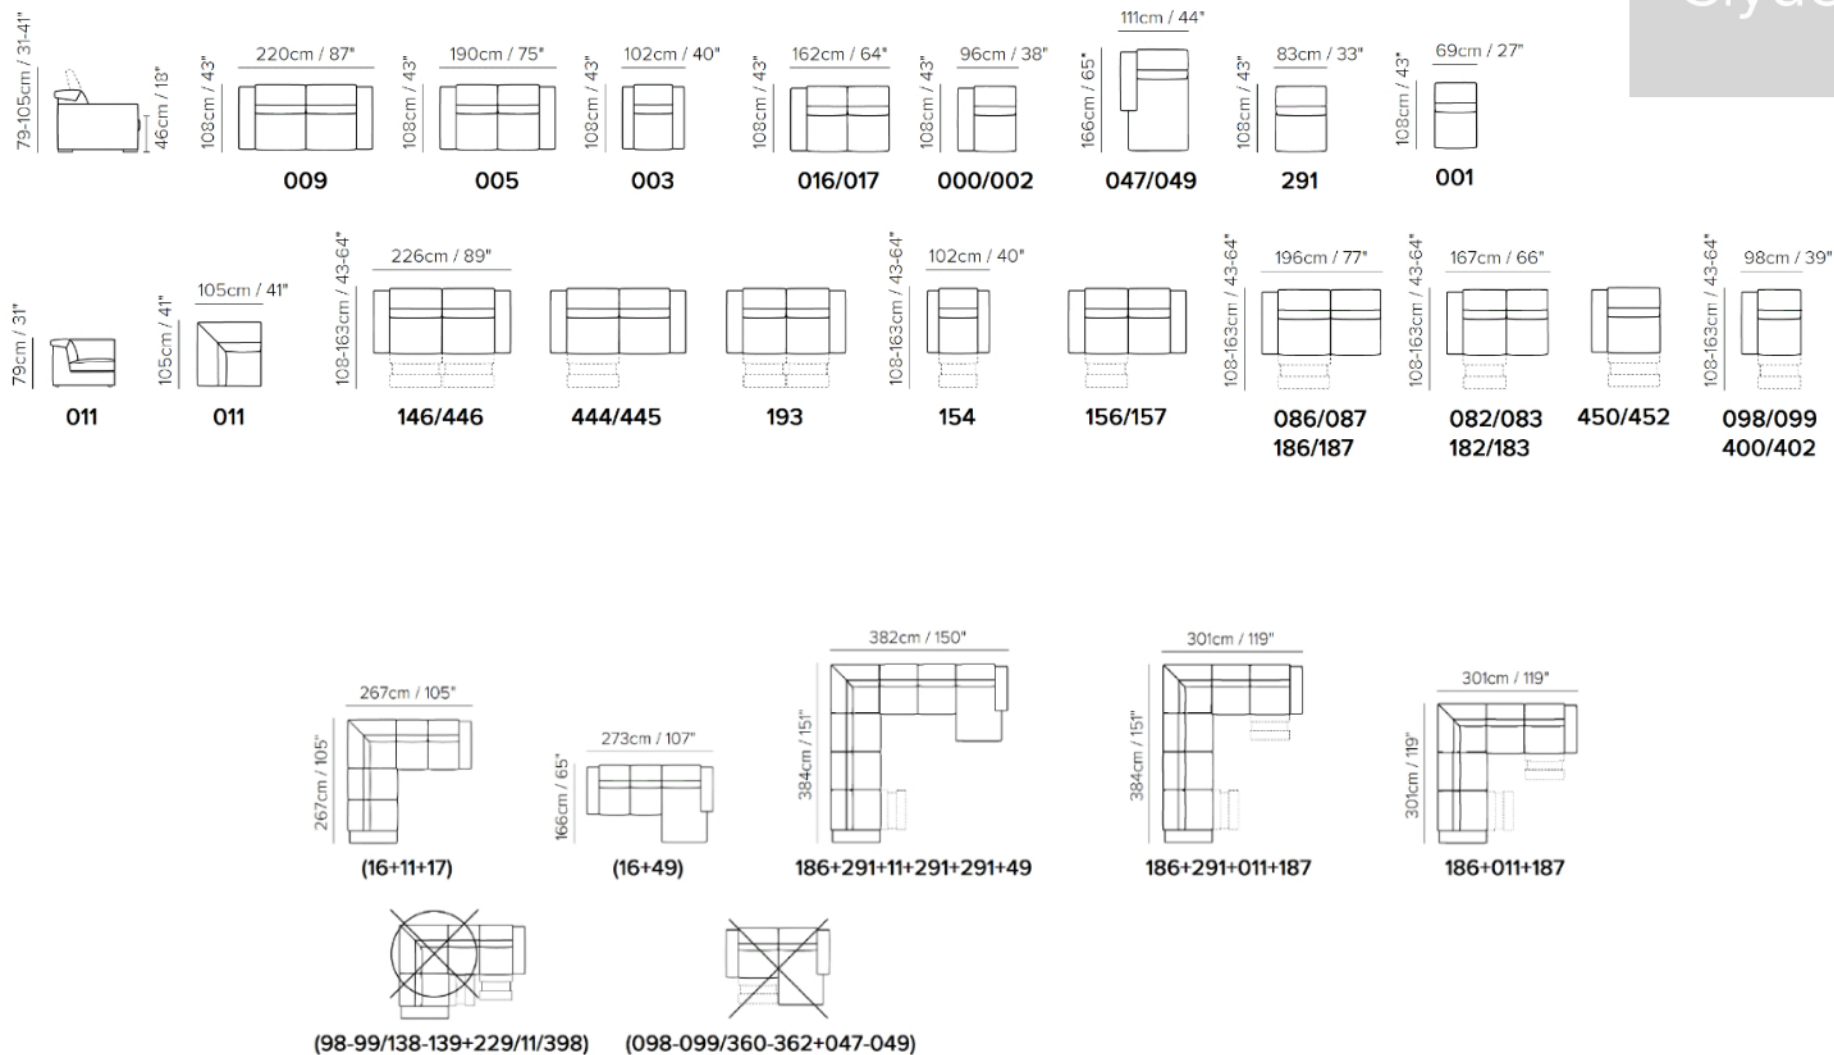 79-105cm / 31-41"
46cm / 18"
108cm / 43"
220cm / 87"
009
108cm / 43"
190cm / 75"
005
108cm / 43"
102cm / 40"
003
108cm / 43"
162cm / 64"
016/017
108cm / 43"
96cm / 38"
000/002
166cm / 65"
111cm / 44"
047/049
108cm / 43"
83cm / 33"
291
108cm / 43"
69cm / 27"
001
79cm / 31"
011
105cm / 41"
105cm / 41"
011
108-163cm / 43-64"
226cm / 89"
146/446
444/445
193
108-163cm / 43-64"
102cm / 40"
154
156/157
108-163cm / 43-64"
196cm / 77"
086/087
186/187
108-163cm / 43-64"
167cm / 66"
082/083
182/183
450/452
108-163cm / 43-64"
98cm / 39"
098/099
400/402
267cm / 105"
267cm / 105"
(16+11+17)
166cm / 65"
273cm / 107"
(16+49)
384cm / 151"
382cm / 150"
186+291+11+291+291+49
384cm / 151"
301cm / 119"
186+291+011+187
301cm / 119"
301cm / 119"
186+011+187
(98-99/138-139+229/11/398)
(098-099/360-362+047-049)